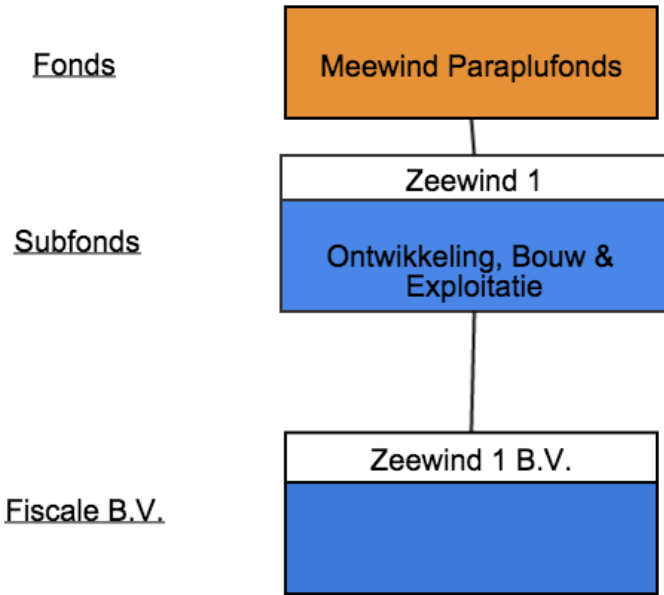 Fonds
Meewind Paraplufonds
Zeewind 1
Subfonds
Ontwikkeling, Bouw &
Exploitatie
Zeewind 1 B.V.
Fiscale B.V.